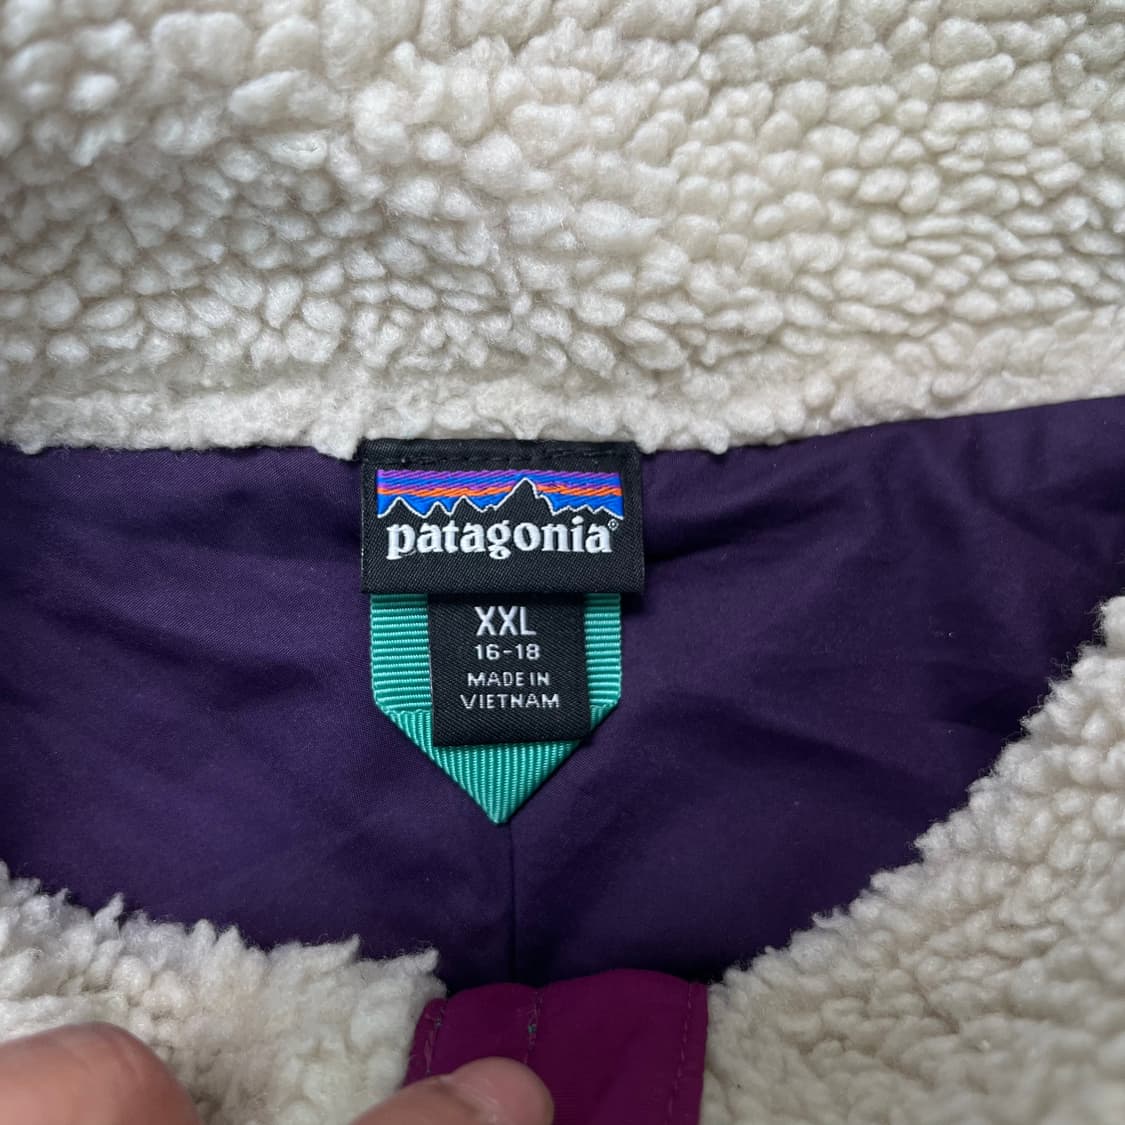 patagonia®
XXL
16-18
MADE IN
VIETNAM